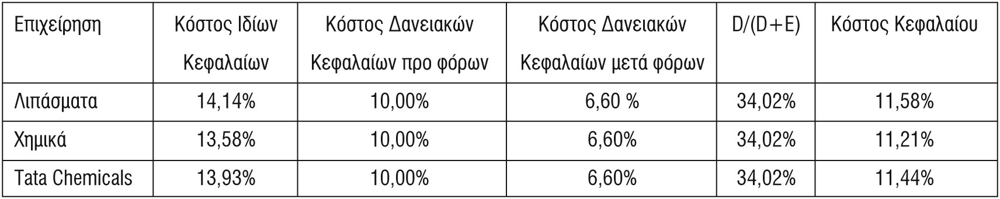 Επιχείρηση Κόστος Ιδίων Κόστος Δανειακών Κόστος Δανειακών D/(D+E) Κόστος Κεφαλαίου
Κεφαλαίων Κεφαλαίων προ φόρων Κεφαλαίων μετά φόρων
Λιπάσματα 14,14% 10,00% 6,60 % 34,02% 11,58%
Χημικά 13,58% 10,00% 6,60% 34,02% 11,21%
Tata Chemicals 13,93% 10,00% 6,60% 34,02% 11,44%